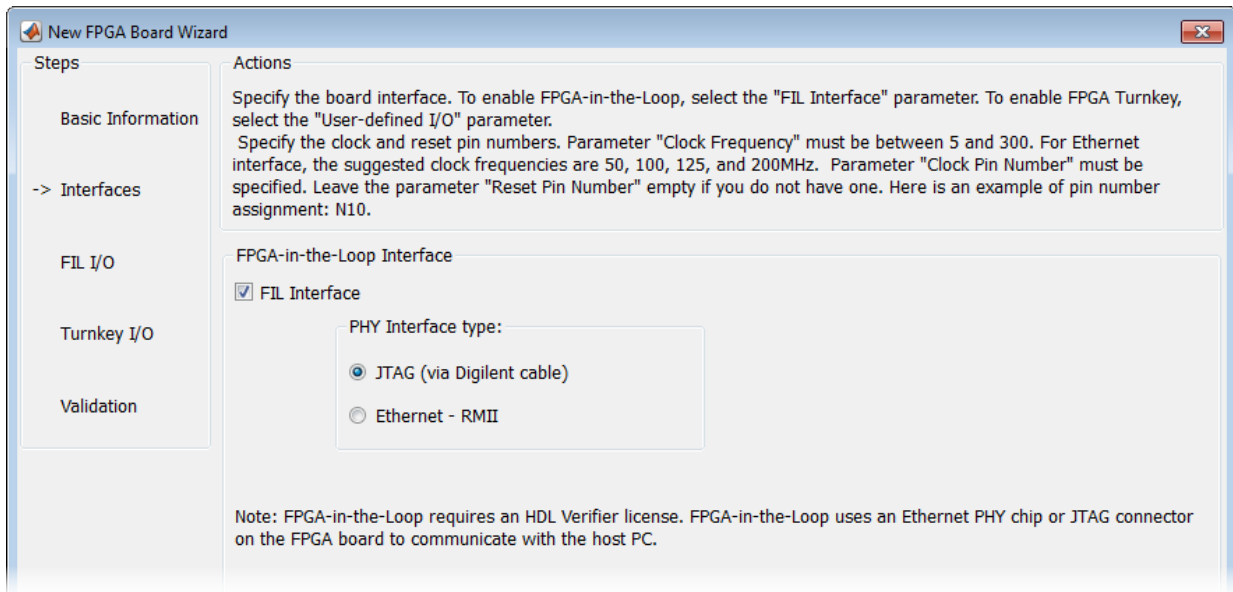 New FPGA Board Wizard
Steps
Basic Information
-> Interfaces
FIL I/O
Turnkey I/O
Validation
Actions
Specify the board interface. To enable FPGA-in-the-Loop, select the "FIL Interface" parameter. To enable FPGA Turnkey,
select the "User-defined I/O" parameter.
Specify the clock and reset pin numbers. Parameter "Clock Frequency" must be between 5 and 300. For Ethernet
interface, the suggested clock frequencies are 50, 100, 125, and 200MHz. Parameter "Clock Pin Number" must be
specified. Leave the parameter "Reset Pin Number" empty if you do not have one. Here is an example of pin number
assignment: N10.
FPGA-in-the-Loop Interface
FIL Interface
PHY Interface type:
JTAG (via Digilent cable)
Ethernet - RMII
Note: FPGA-in-the-Loop requires an HDL Verifier license. FPGA-in-the-Loop uses an Ethernet PHY chip or JTAG connector
on the FPGA board to communicate with the host PC.